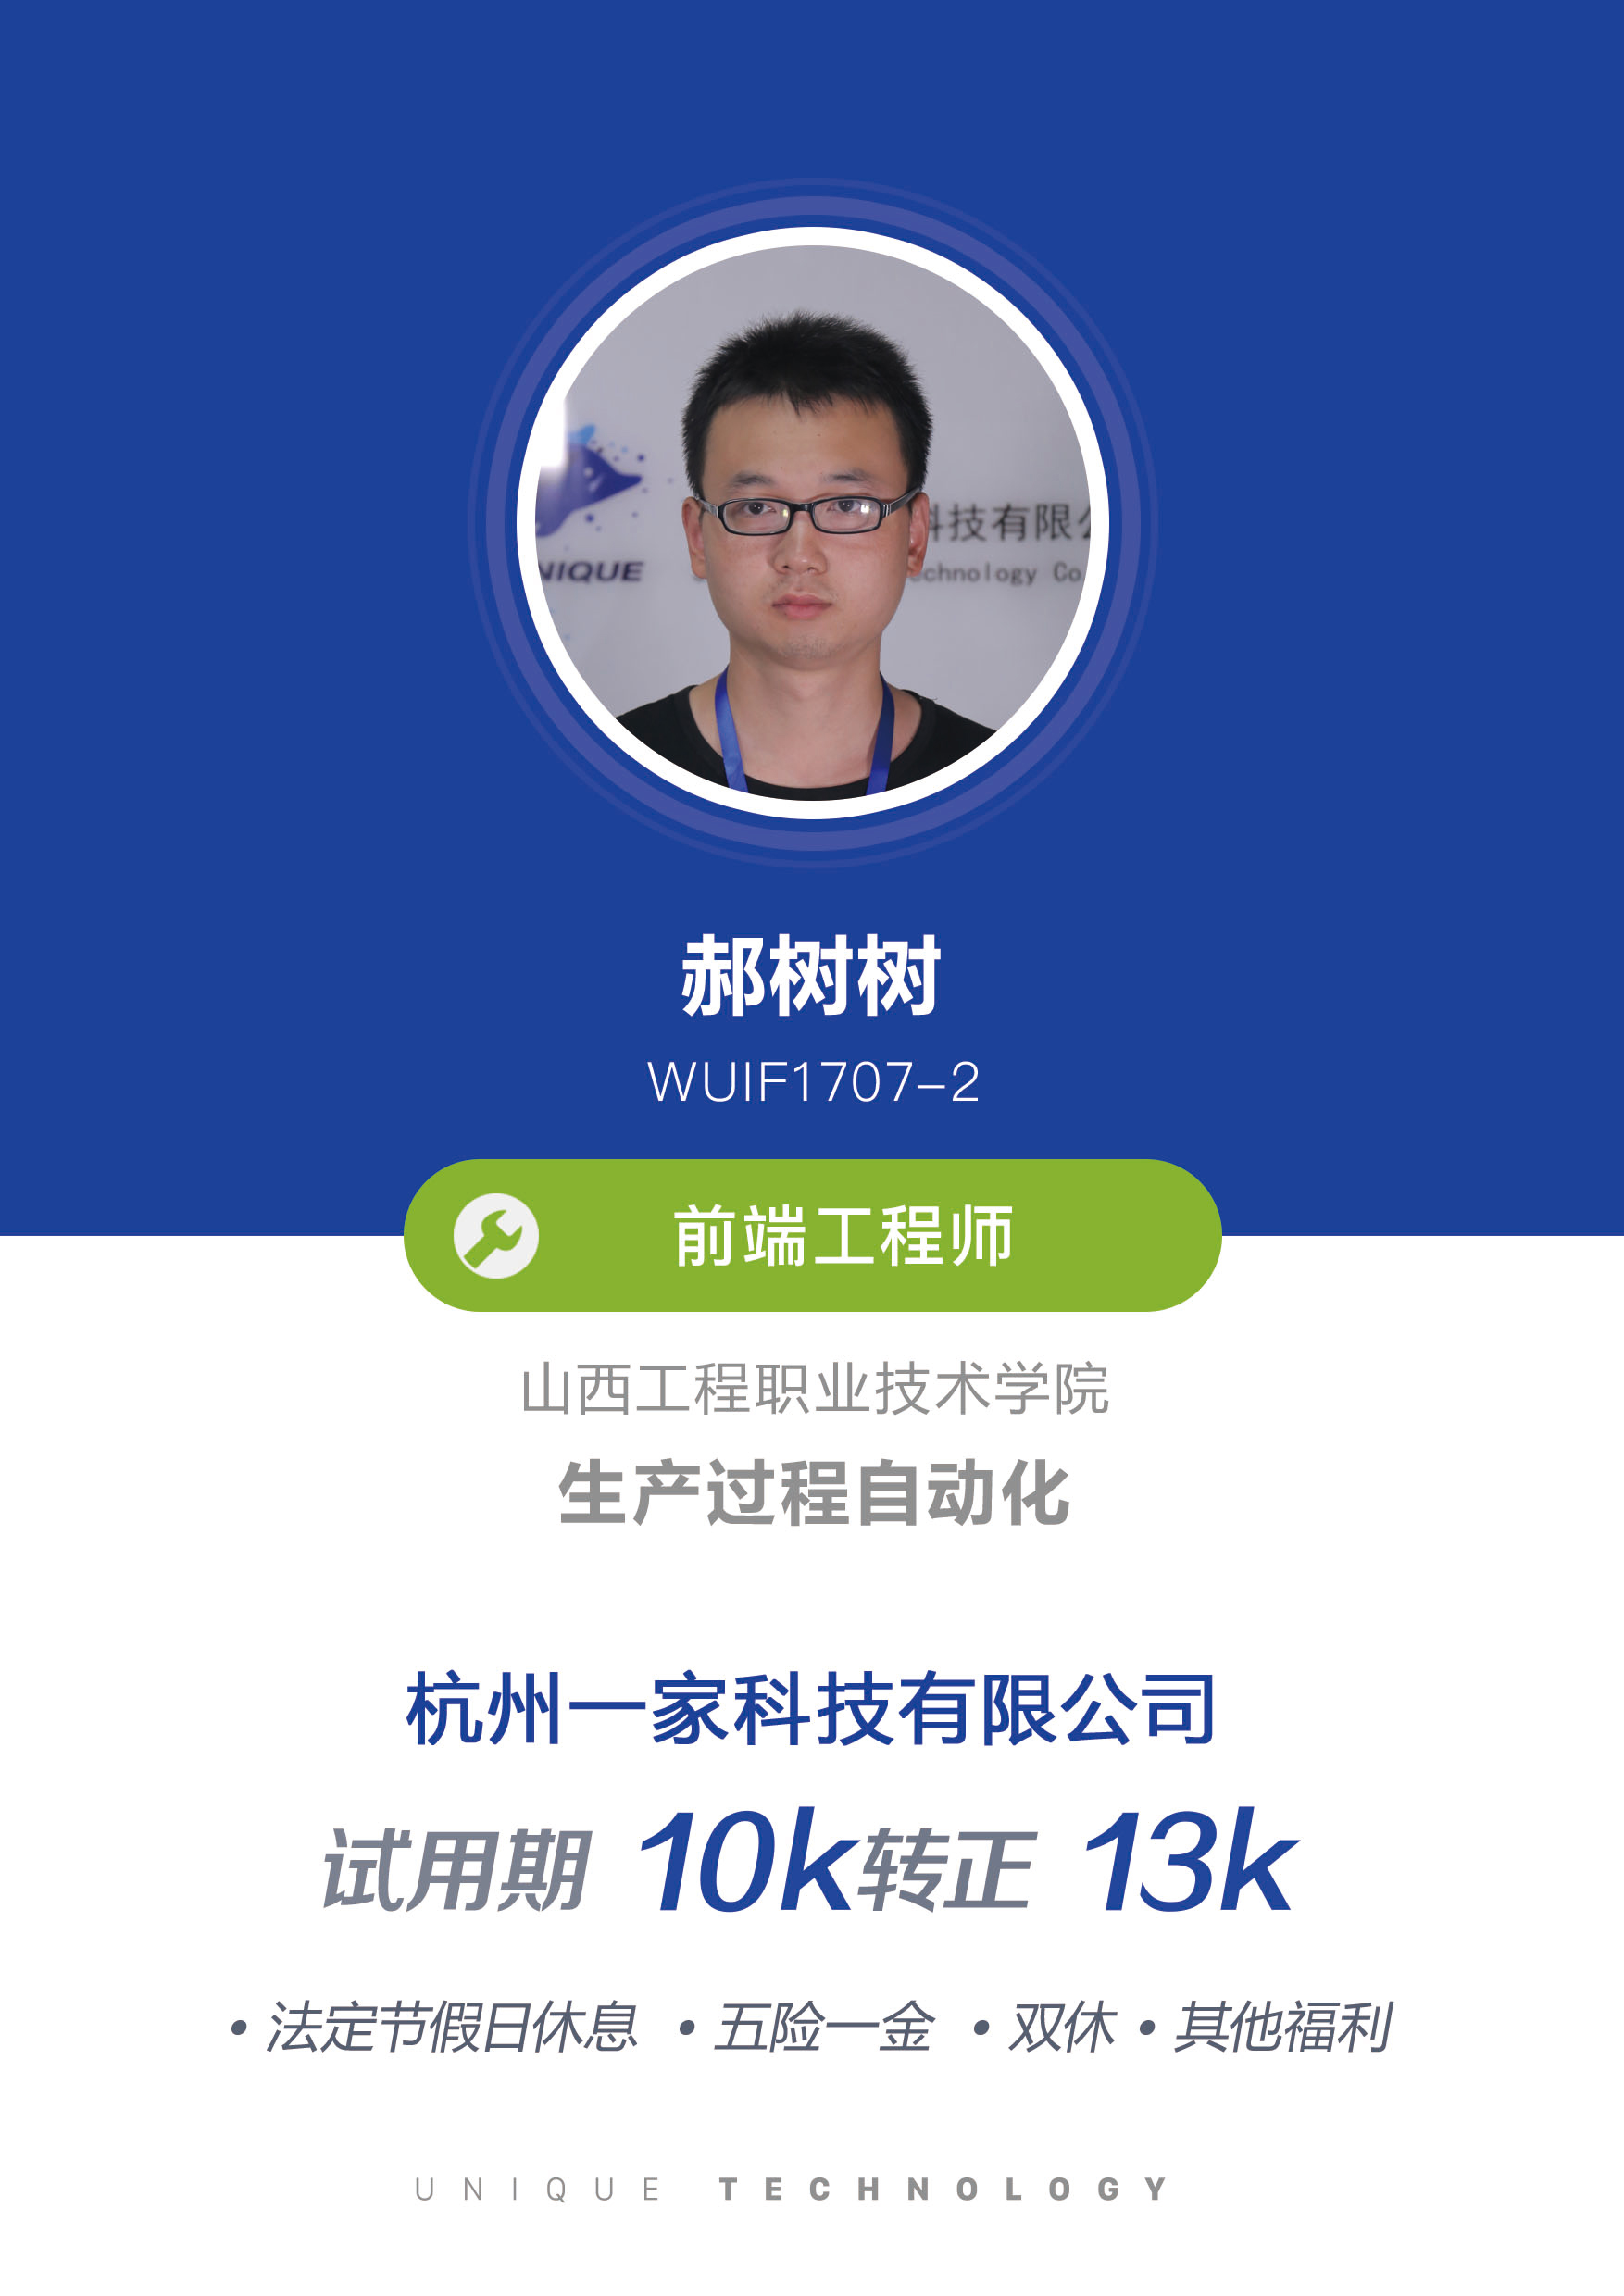 NIQUE
科技有限公
echnology Co
郝树树
WUIF1707-2
前端工程师
山西工程职业技术学院
生产过程自动化
杭州一家科技有限公司
试用期 10k转正 13k
• 法定节假日休息 • 五险一金 • 双休 • 其他福利
UNIQUE TECHNOLOGY